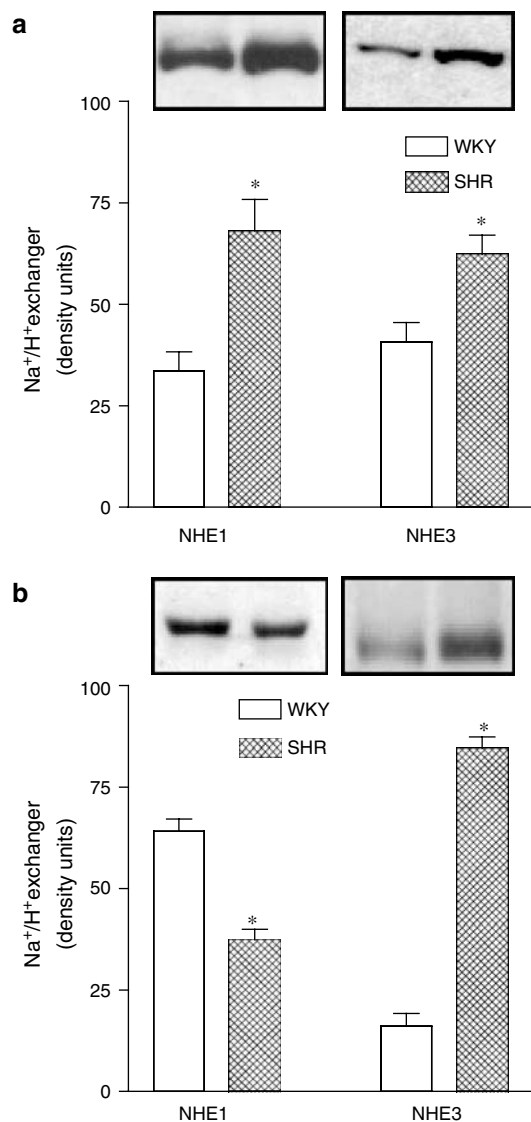 a
100
75
50
25
0
Na⁺/H⁺exchanger
(density units)
WKY
SHR
*
*
NHE1
NHE3
b
100
75
50
25
0
Na⁺/H⁺exchanger
(density units)
WKY
SHR
*
*
NHE1
NHE3